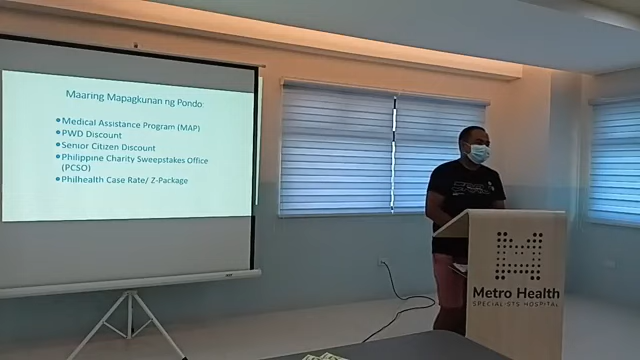 Maaring Mapagkunan ng Pondo:
•Medical Assistance Program (MAP)
•PWD Discount
•Senior Citizen Discount
•Philippine Charity Sweepstakes Office
(PCSO)
•Philhealth Case Rate/ Z-Package
Metro Health
SPECIALISTS HOSPITAL